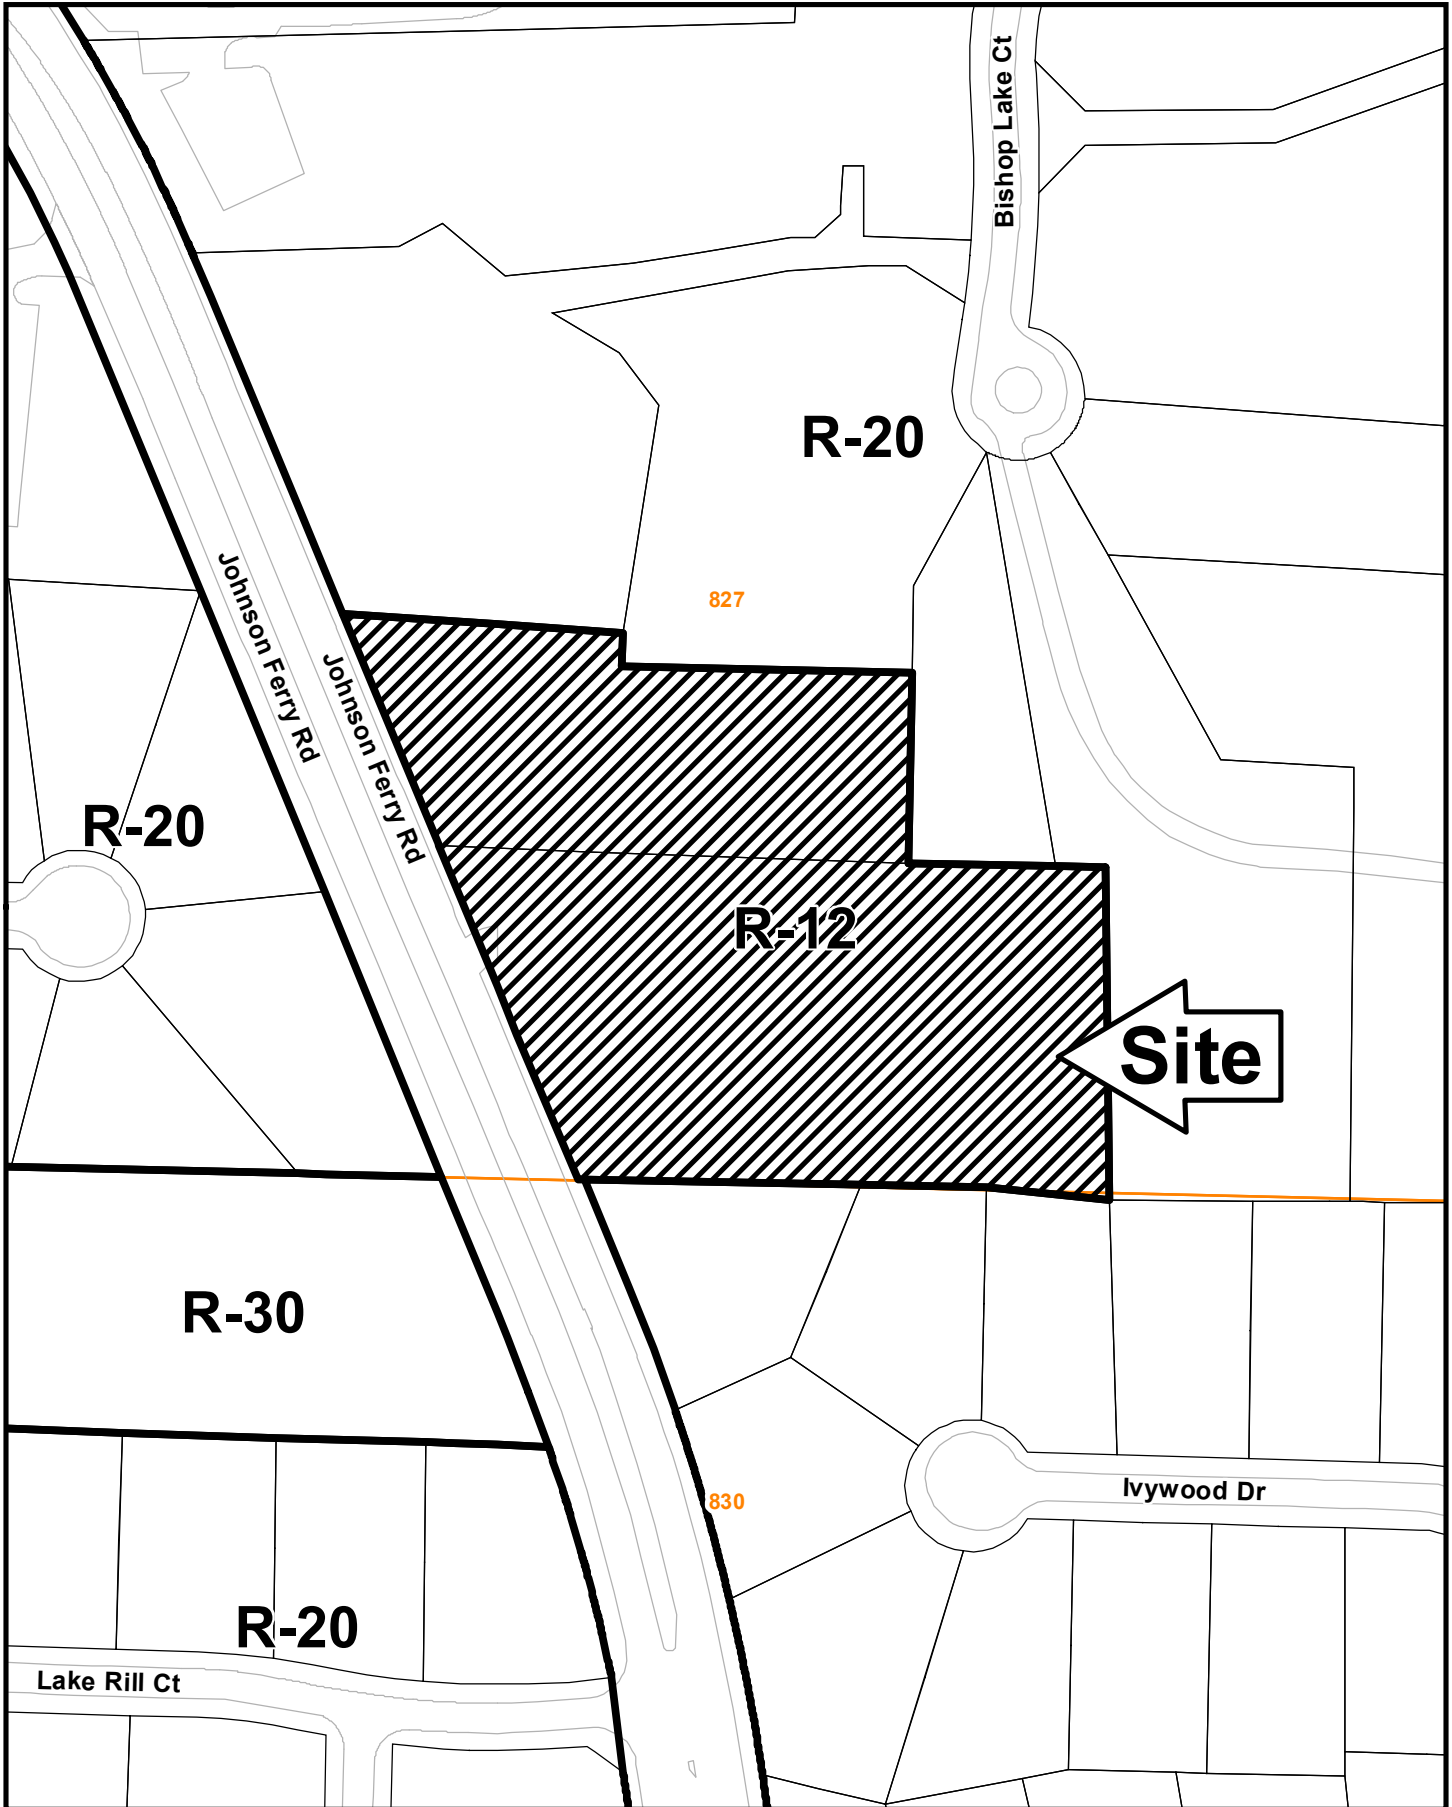 Bishop Lake Ct
R-20
827
Johnson Ferry Rd
Johnson Ferry Rd
R-20
R-12
Site
R-30
Ivywood Dr
830
R-20
Lake Rill Ct